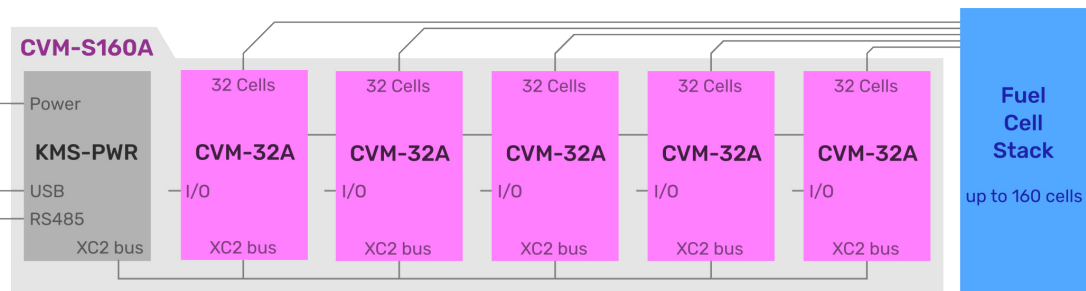 CVM-S160A
Power
KMS-PWR
USB
RS485
XC2 bus
32 Cells
CVM-32A
I/O
XC2 bus
32 Cells
CVM-32A
I/O
XC2 bus
32 Cells
CVM-32A
I/O
XC2 bus
32 Cells
CVM-32A
I/O
XC2 bus
32 Cells
CVM-32A
I/O
XC2 bus
Fuel
Cell
Stack
up to 160 cells